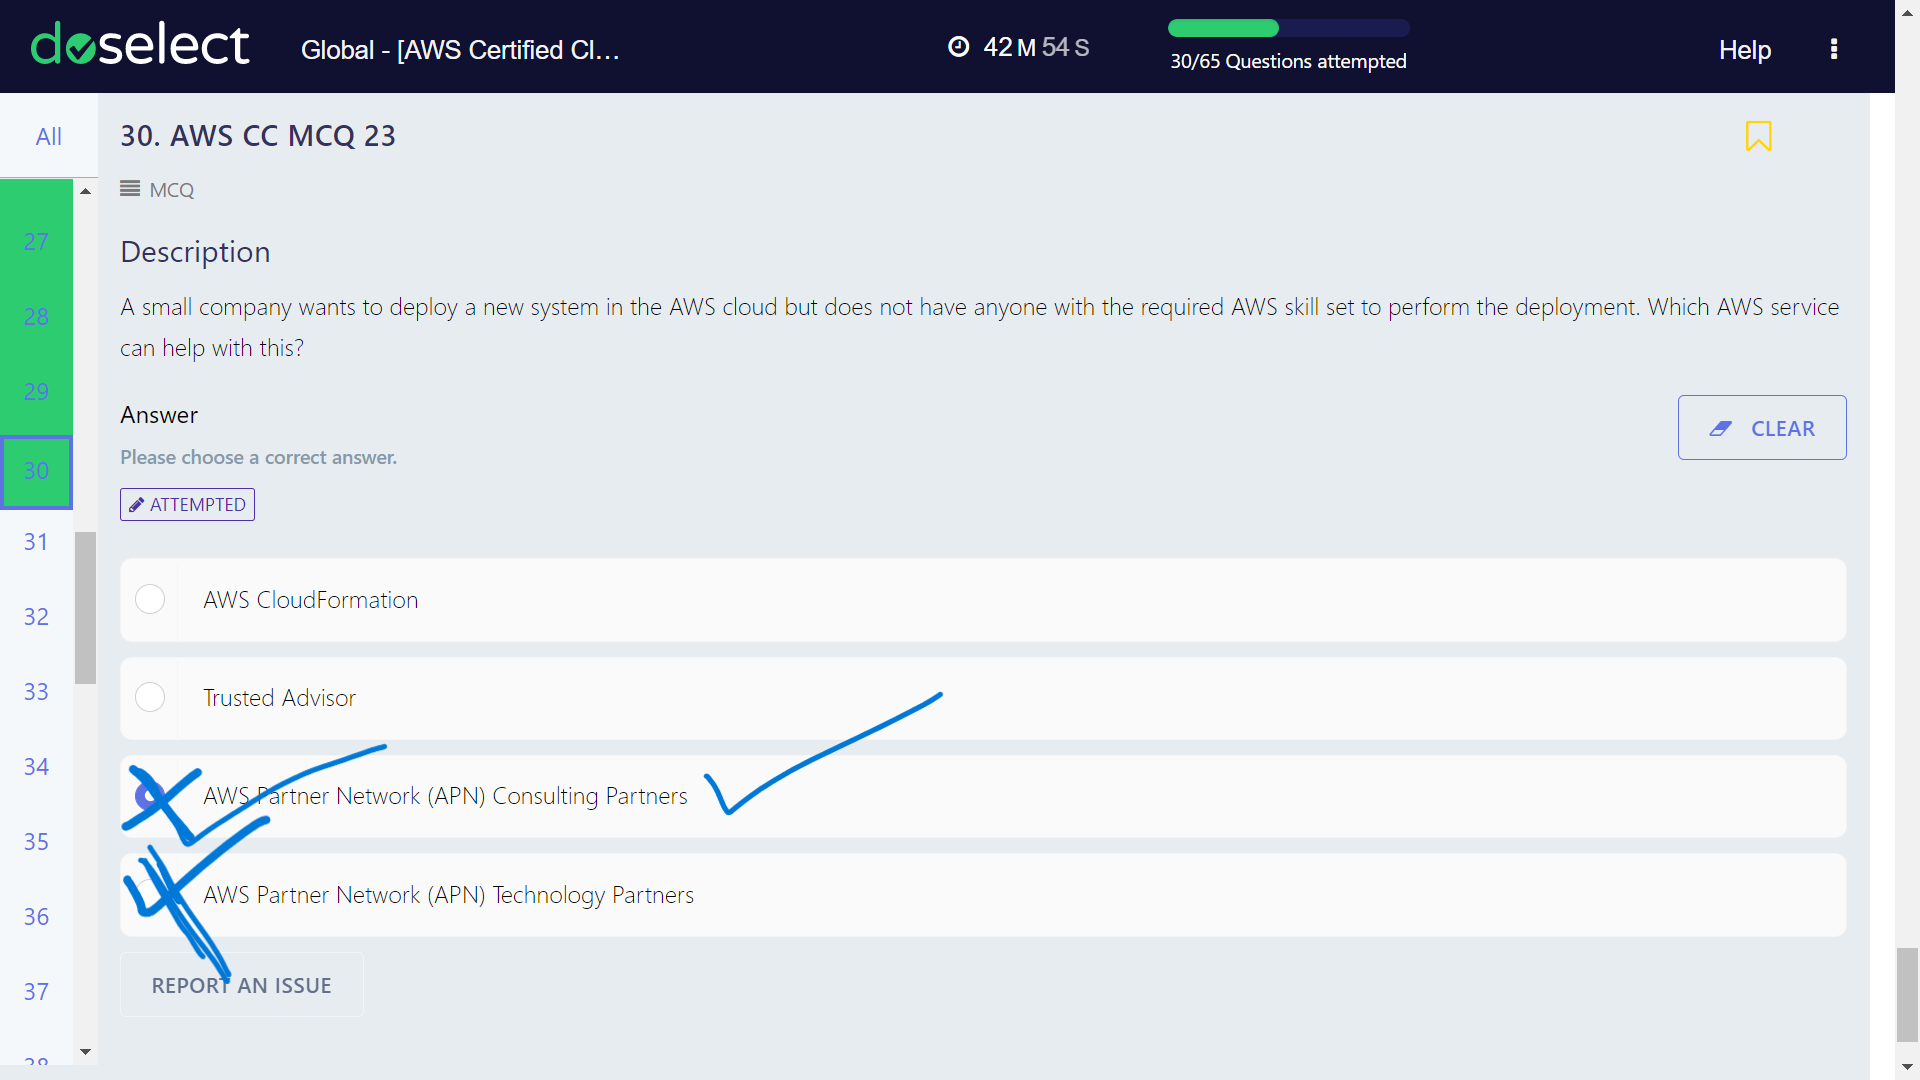 doselect
Global - [AWS Certified Cl...
42 M 54 S
30/65 Questions attempted
Help
All
30. AWS CC MCQ 23
MCQ
Description
A small company wants to deploy a new system in the AWS cloud but does not have anyone with the required AWS skill set to perform the deployment. Which AWS service
can help with this?
Answer
Please choose a correct answer.
CLEAR
ATTEMPTED
AWS CloudFormation
Trusted Advisor
AWS Partner Network (APN) Consulting Partners
AWS Partner Network (APN) Technology Partners
REPORT AN ISSUE
27
28
29
30
31
32
33
34
35
36
37
38